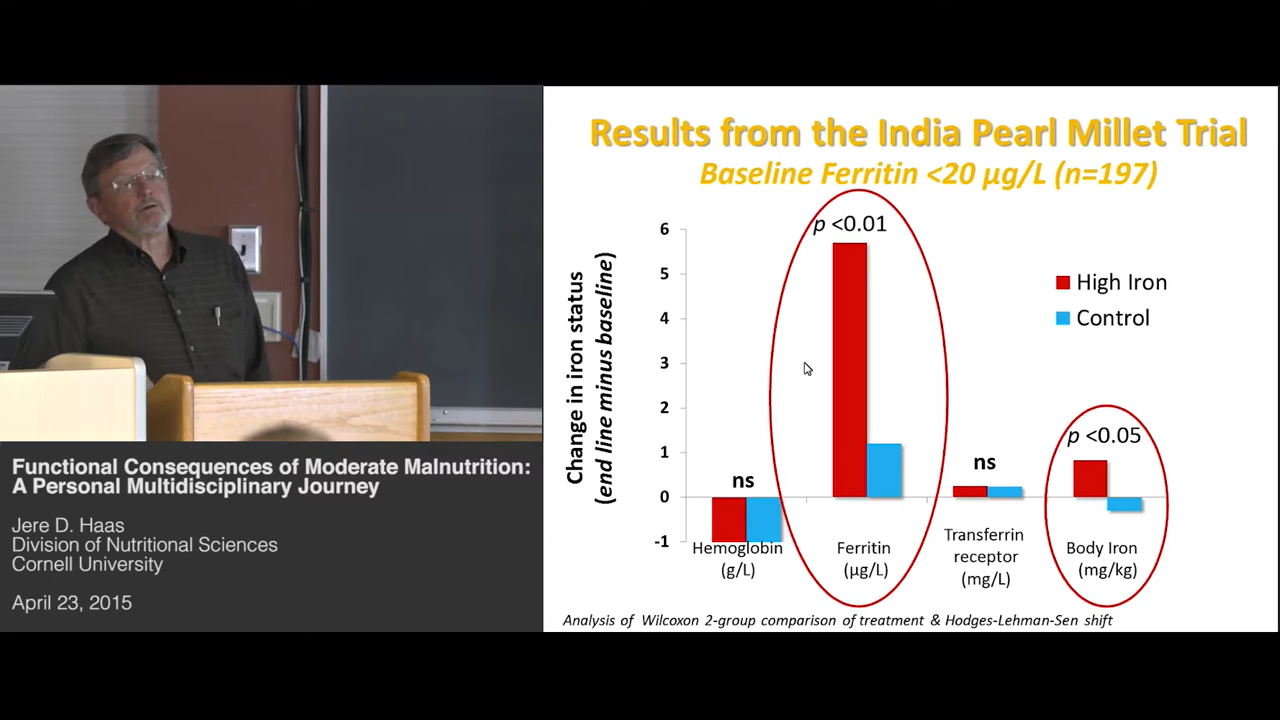 Results from the India Pearl Millet Trial
Baseline Ferritin <20 µg/L (n=197)
Change in iron status
(end line minus baseline)
6
5
4
3
2
1
0
-1
p <0.01
High Iron
Control
ns
ns
p <0.05
Hemoglobin
(g/L)
Ferritin
(µg/L)
Transferrin
receptor
(mg/L)
Body Iron
(mg/kg)
Analysis of Wilcoxon 2-group comparison of treatment & Hodges-Lehman-Sen shift
Functional Consequences of Moderate Malnutrition:
A Personal Multidisciplinary Journey
Jere D. Haas
Division of Nutritional Sciences
Cornell University
April 23, 2015